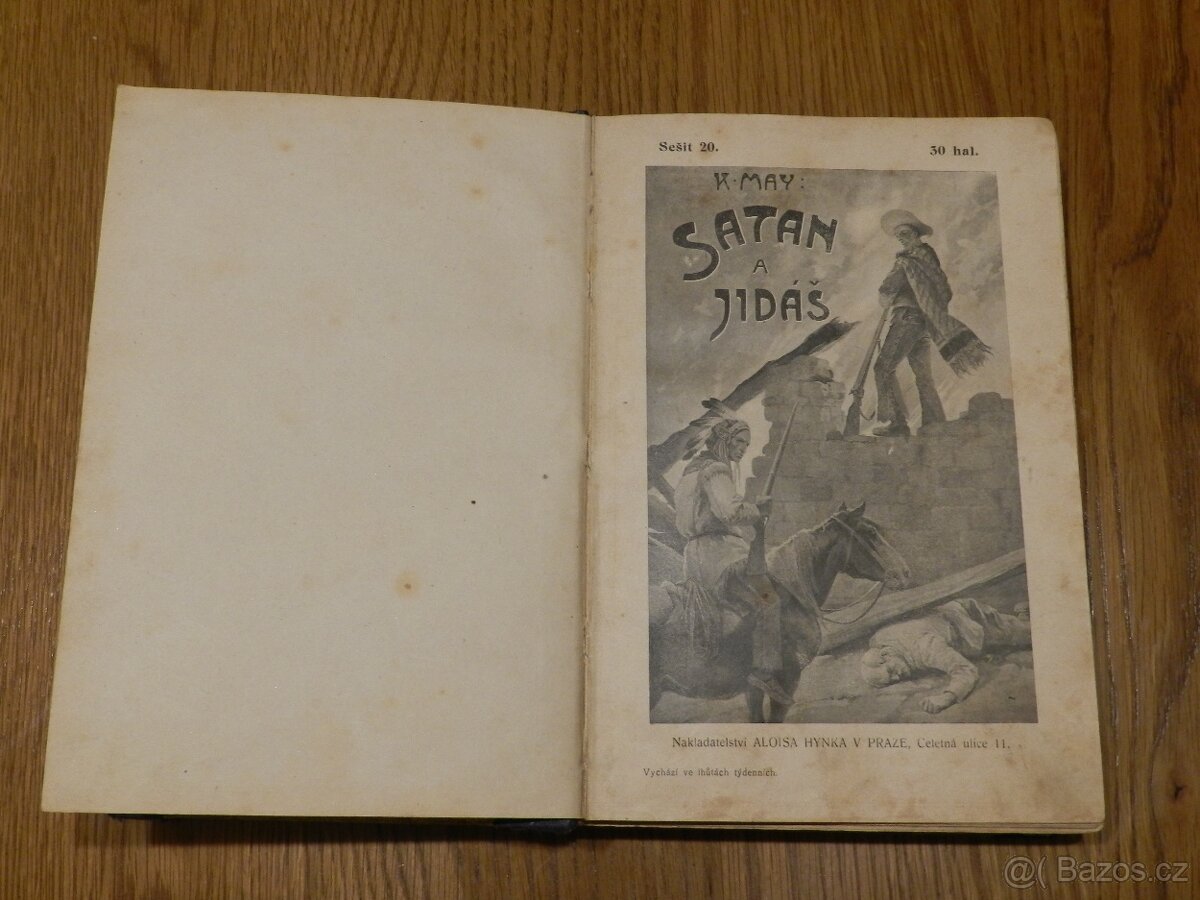 Sešit 20.
30 hal.
K·MAY:
SATAN
A
JIDÁŠ
Nakladatelství ALOISA HYNKA V PRAZE, Celetná ulice 11.
Vychází ve lhůtách týdenních.
@( Bazos.cz